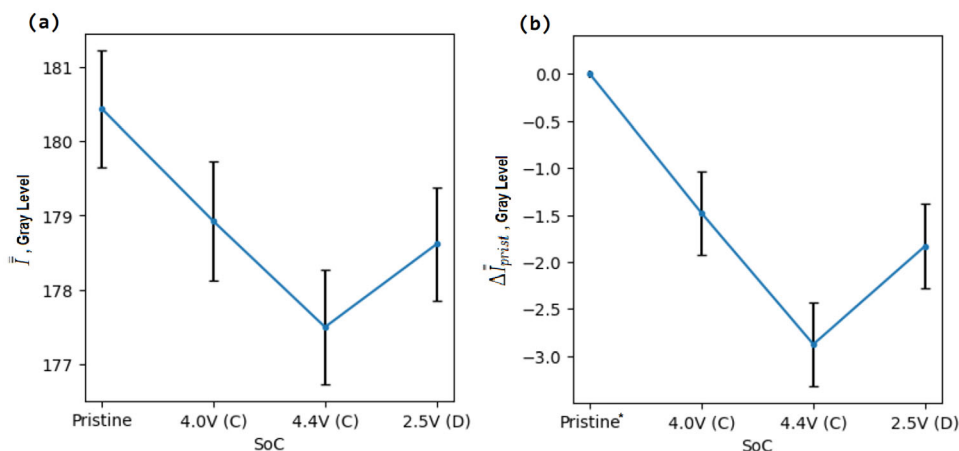 (a)
181
180
179
178
177
I̿ , Gray Level
Pristine 4.0V (C) 4.4V (C) 2.5V (D)
SoC
(b)
0.0
−0.5
−1.0
−1.5
−2.0
−2.5
−3.0
ΔI̿prist , Gray Level
Pristine* 4.0V (C) 4.4V (C) 2.5V (D)
SoC